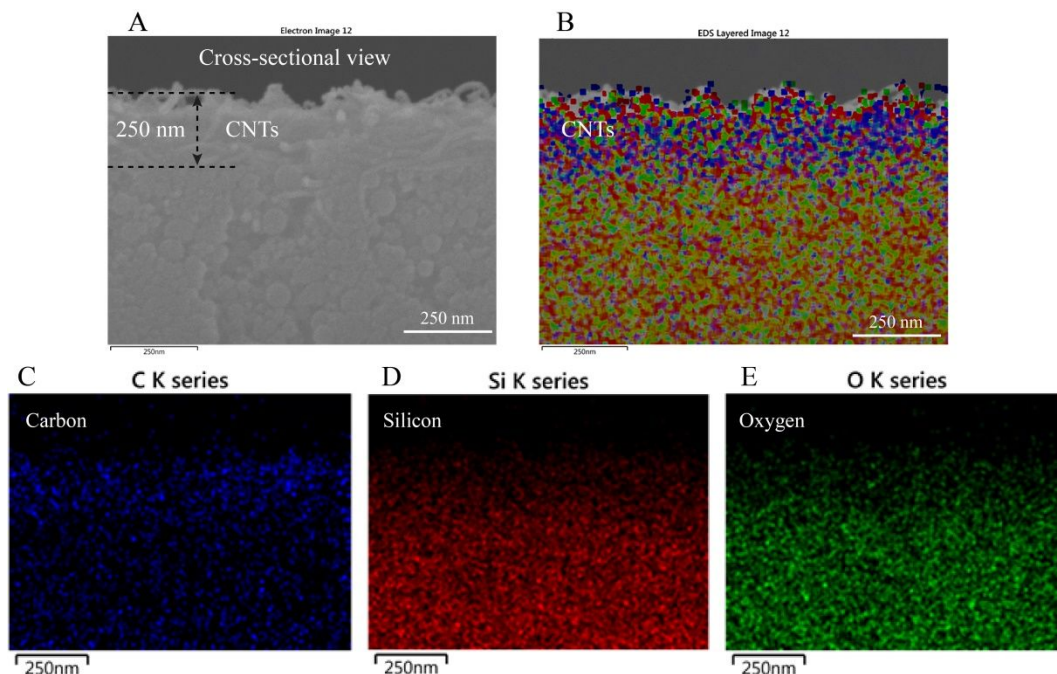 A
Electron Image 12
Cross-sectional view
250 nm
CNTs
250 nm
250nm
B
EDS Layered Image 12
CNTs
250 nm
250nm
C
C K series
Carbon
250nm
D
Si K series
Silicon
250nm
E
O K series
Oxygen
250nm